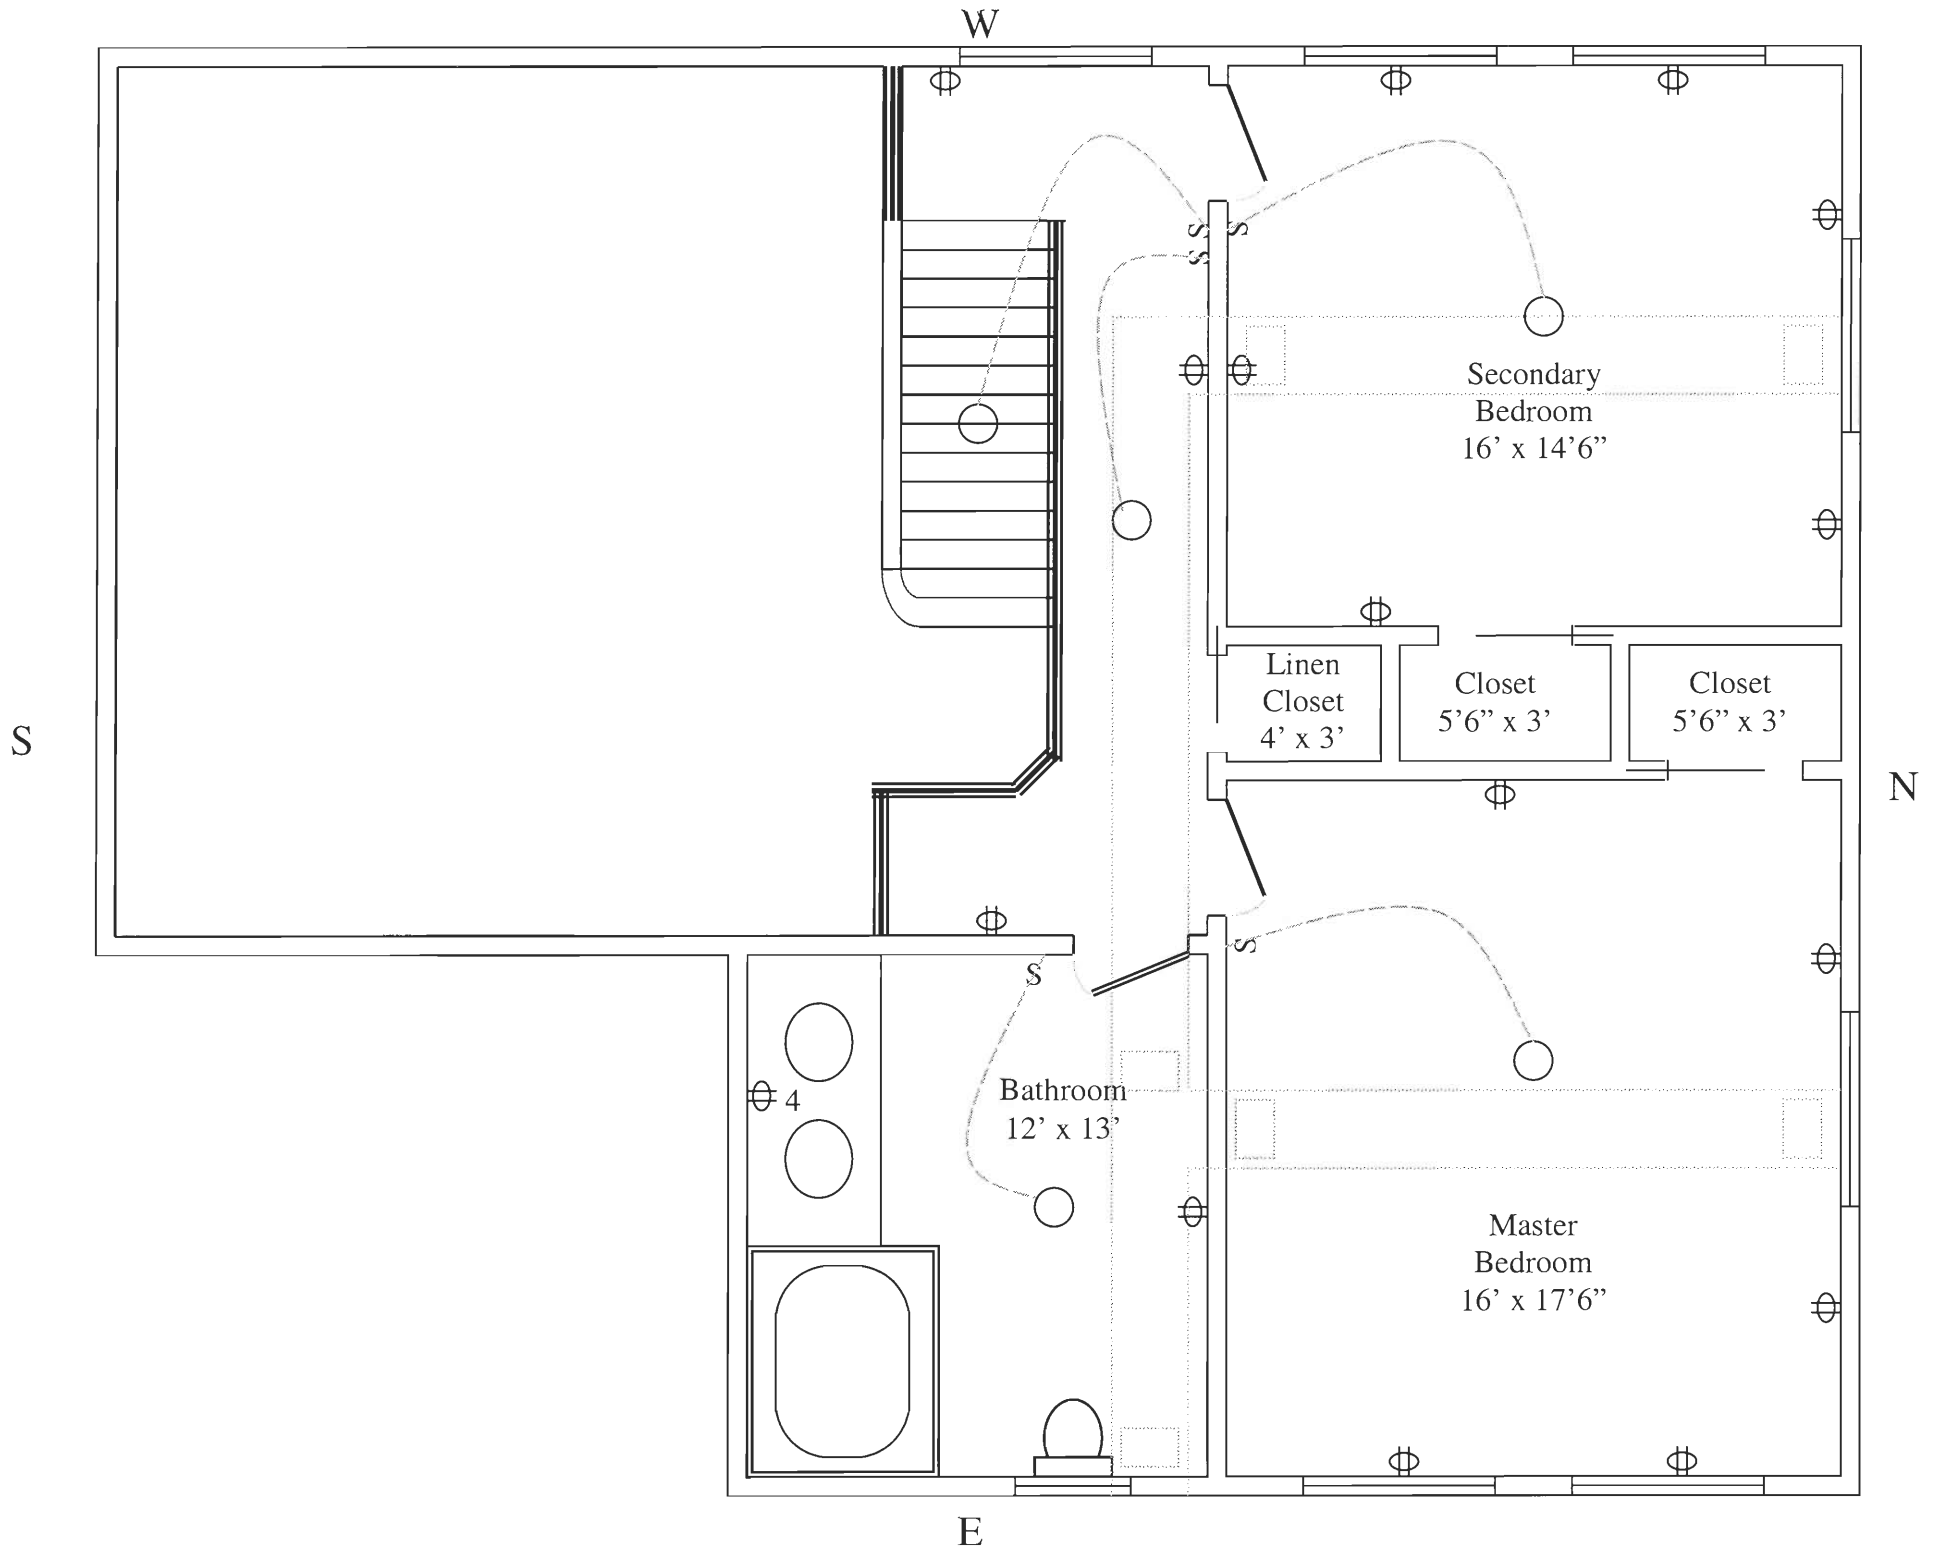 W
S
S
S
Secondary
Bedroom
16’ x 14’6”
Linen
Closet
4’ x 3’
Closet
5’6” x 3’
Closet
5’6” x 3’
S
N
S
S
4
Bathroom
12’ x 13’
Master
Bedroom
16’ x 17’6”
E